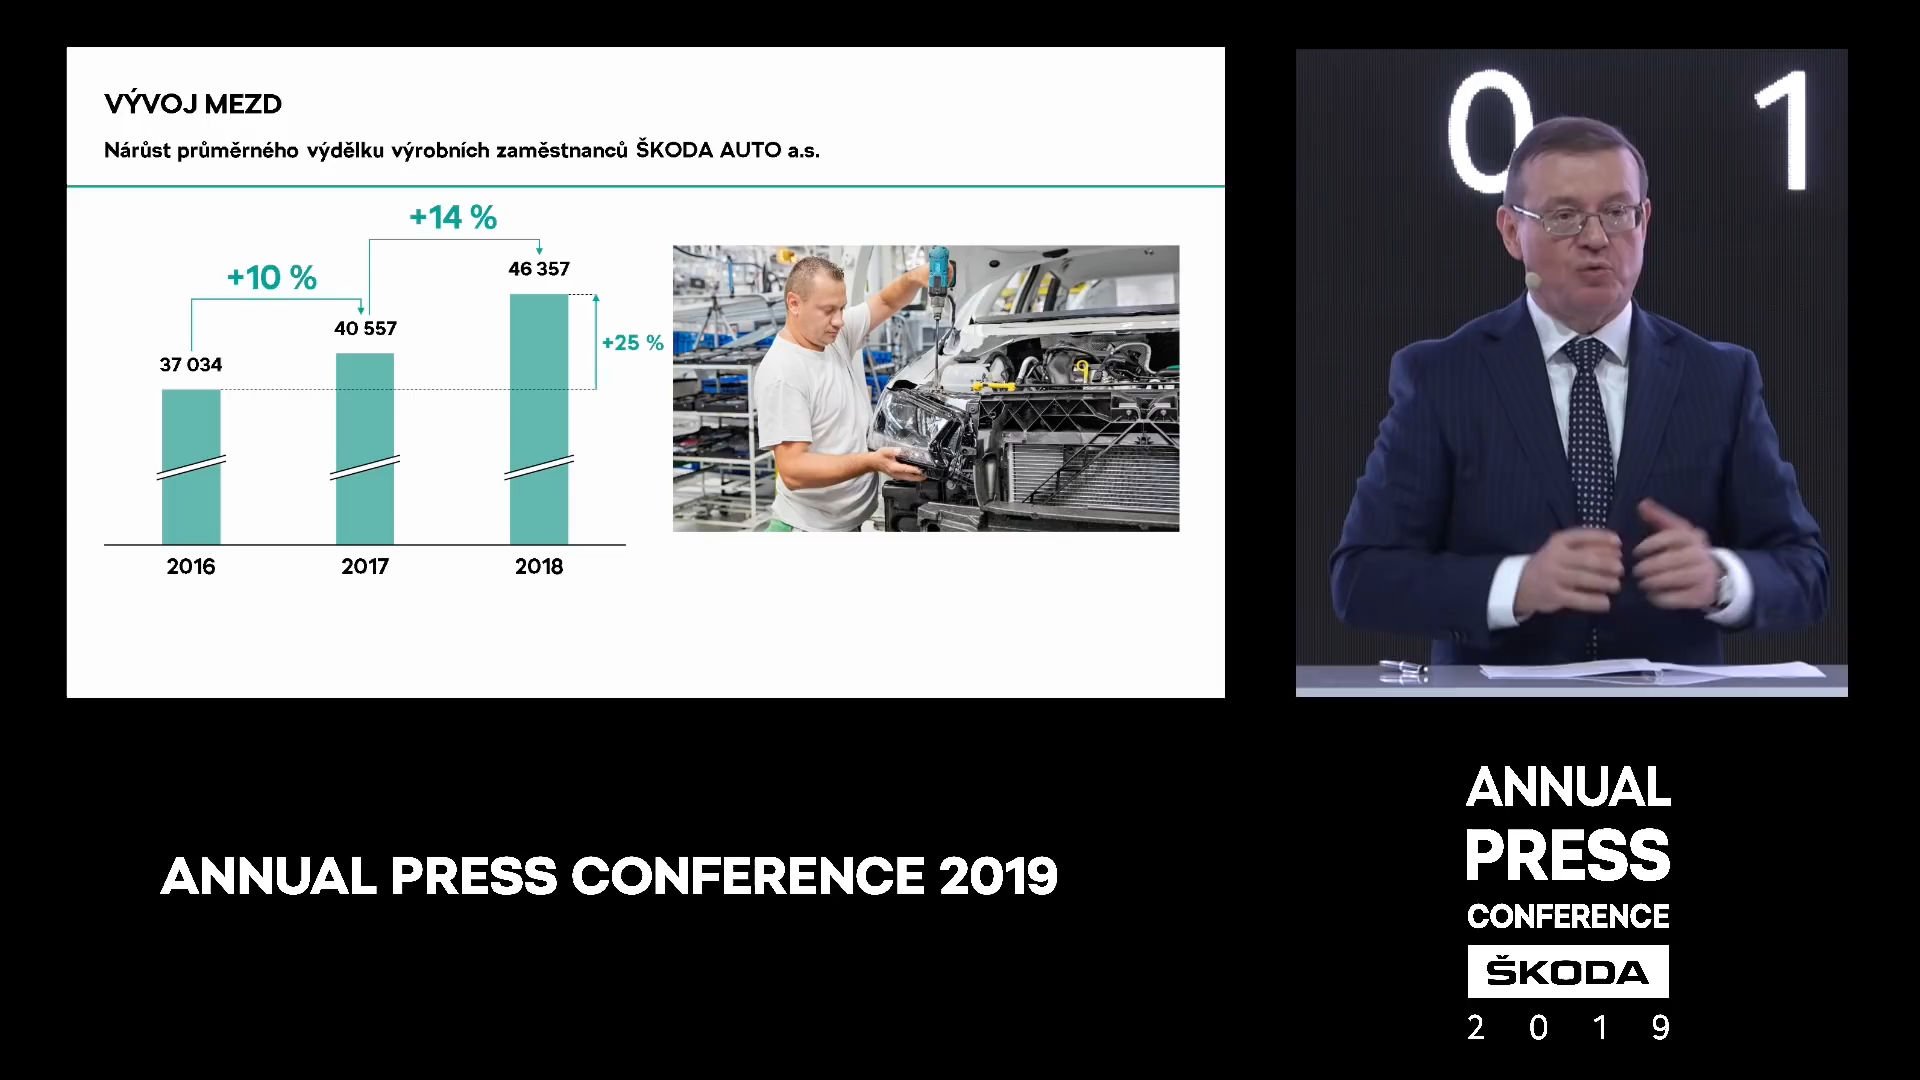 VÝVOJ MEZD
Nárůst průměrného výdělku výrobních zaměstnanců ŠKODA AUTO a.s.
+14 %
+10 %
46 357
40 557
37 034
+25 %
2016 2017 2018
0 1
ANNUAL PRESS CONFERENCE 2019
ANNUAL
PRESS
CONFERENCE
ŠKODA
2 0 1 9